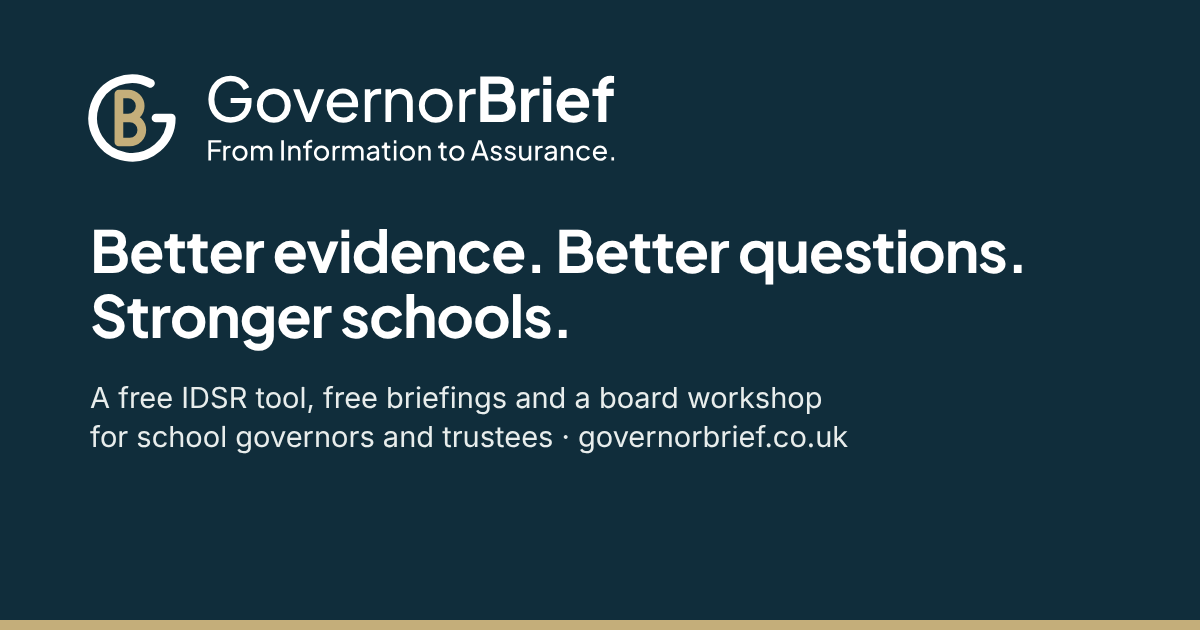 GB
GovernorBrief
From Information to Assurance.
Better evidence. Better questions.
Stronger schools.
A free IDSR tool, free briefings and a board workshop
for school governors and trustees · governorbrief.co.uk